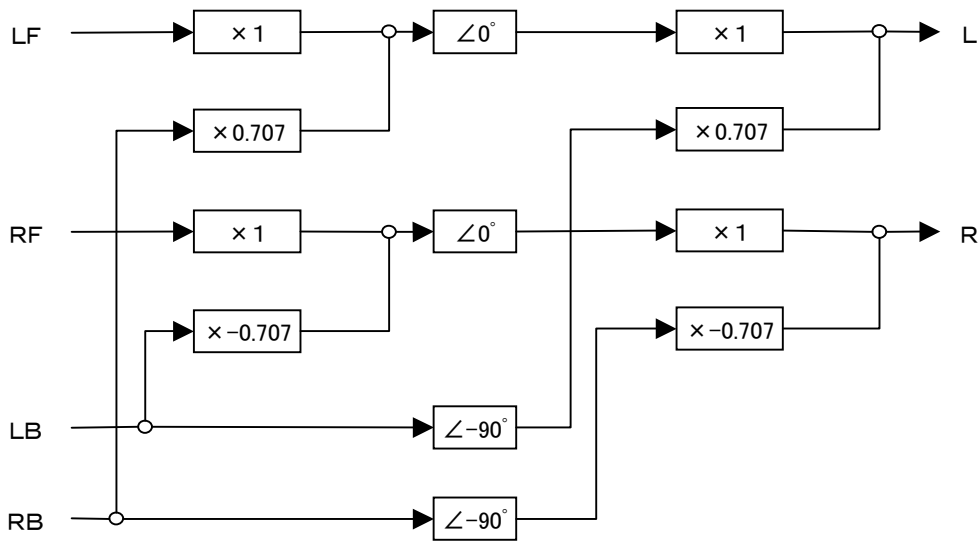 LF ×1 ∠0° ×1 L
×0.707 ×0.707
RF ×1 ∠0° ×1 R
×-0.707 ×-0.707
LB ∠-90°
RB ∠-90°